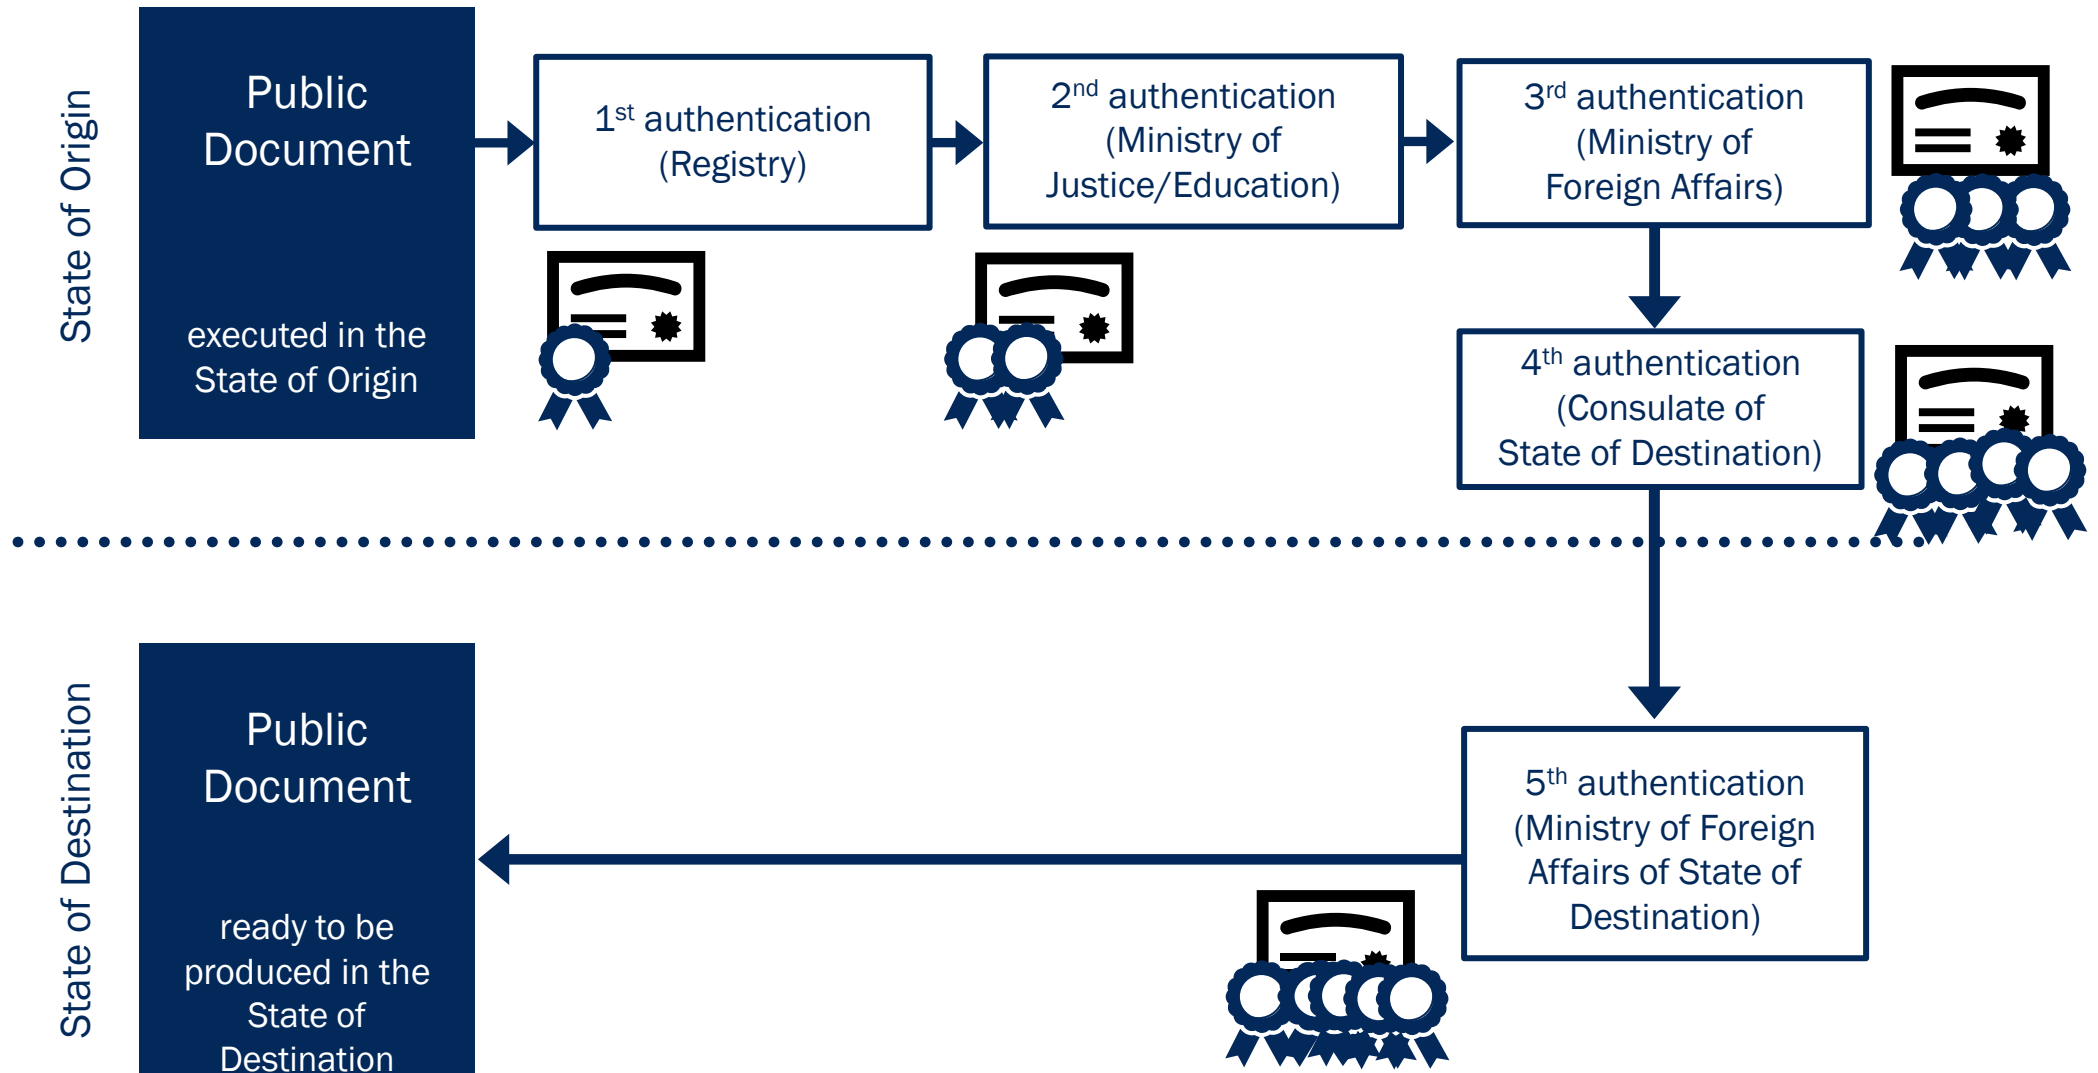 State of Origin
Public
Document
executed in the
State of Origin
1st authentication
(Registry)
2nd authentication
(Ministry of
Justice/Education)
3rd authentication
(Ministry of
Foreign Affairs)
4th authentication
(Consulate of
State of Destination)
State of Destination
Public
Document
ready to be
produced in the
State of
Destination
5th authentication
(Ministry of Foreign
Affairs of State of
Destination)